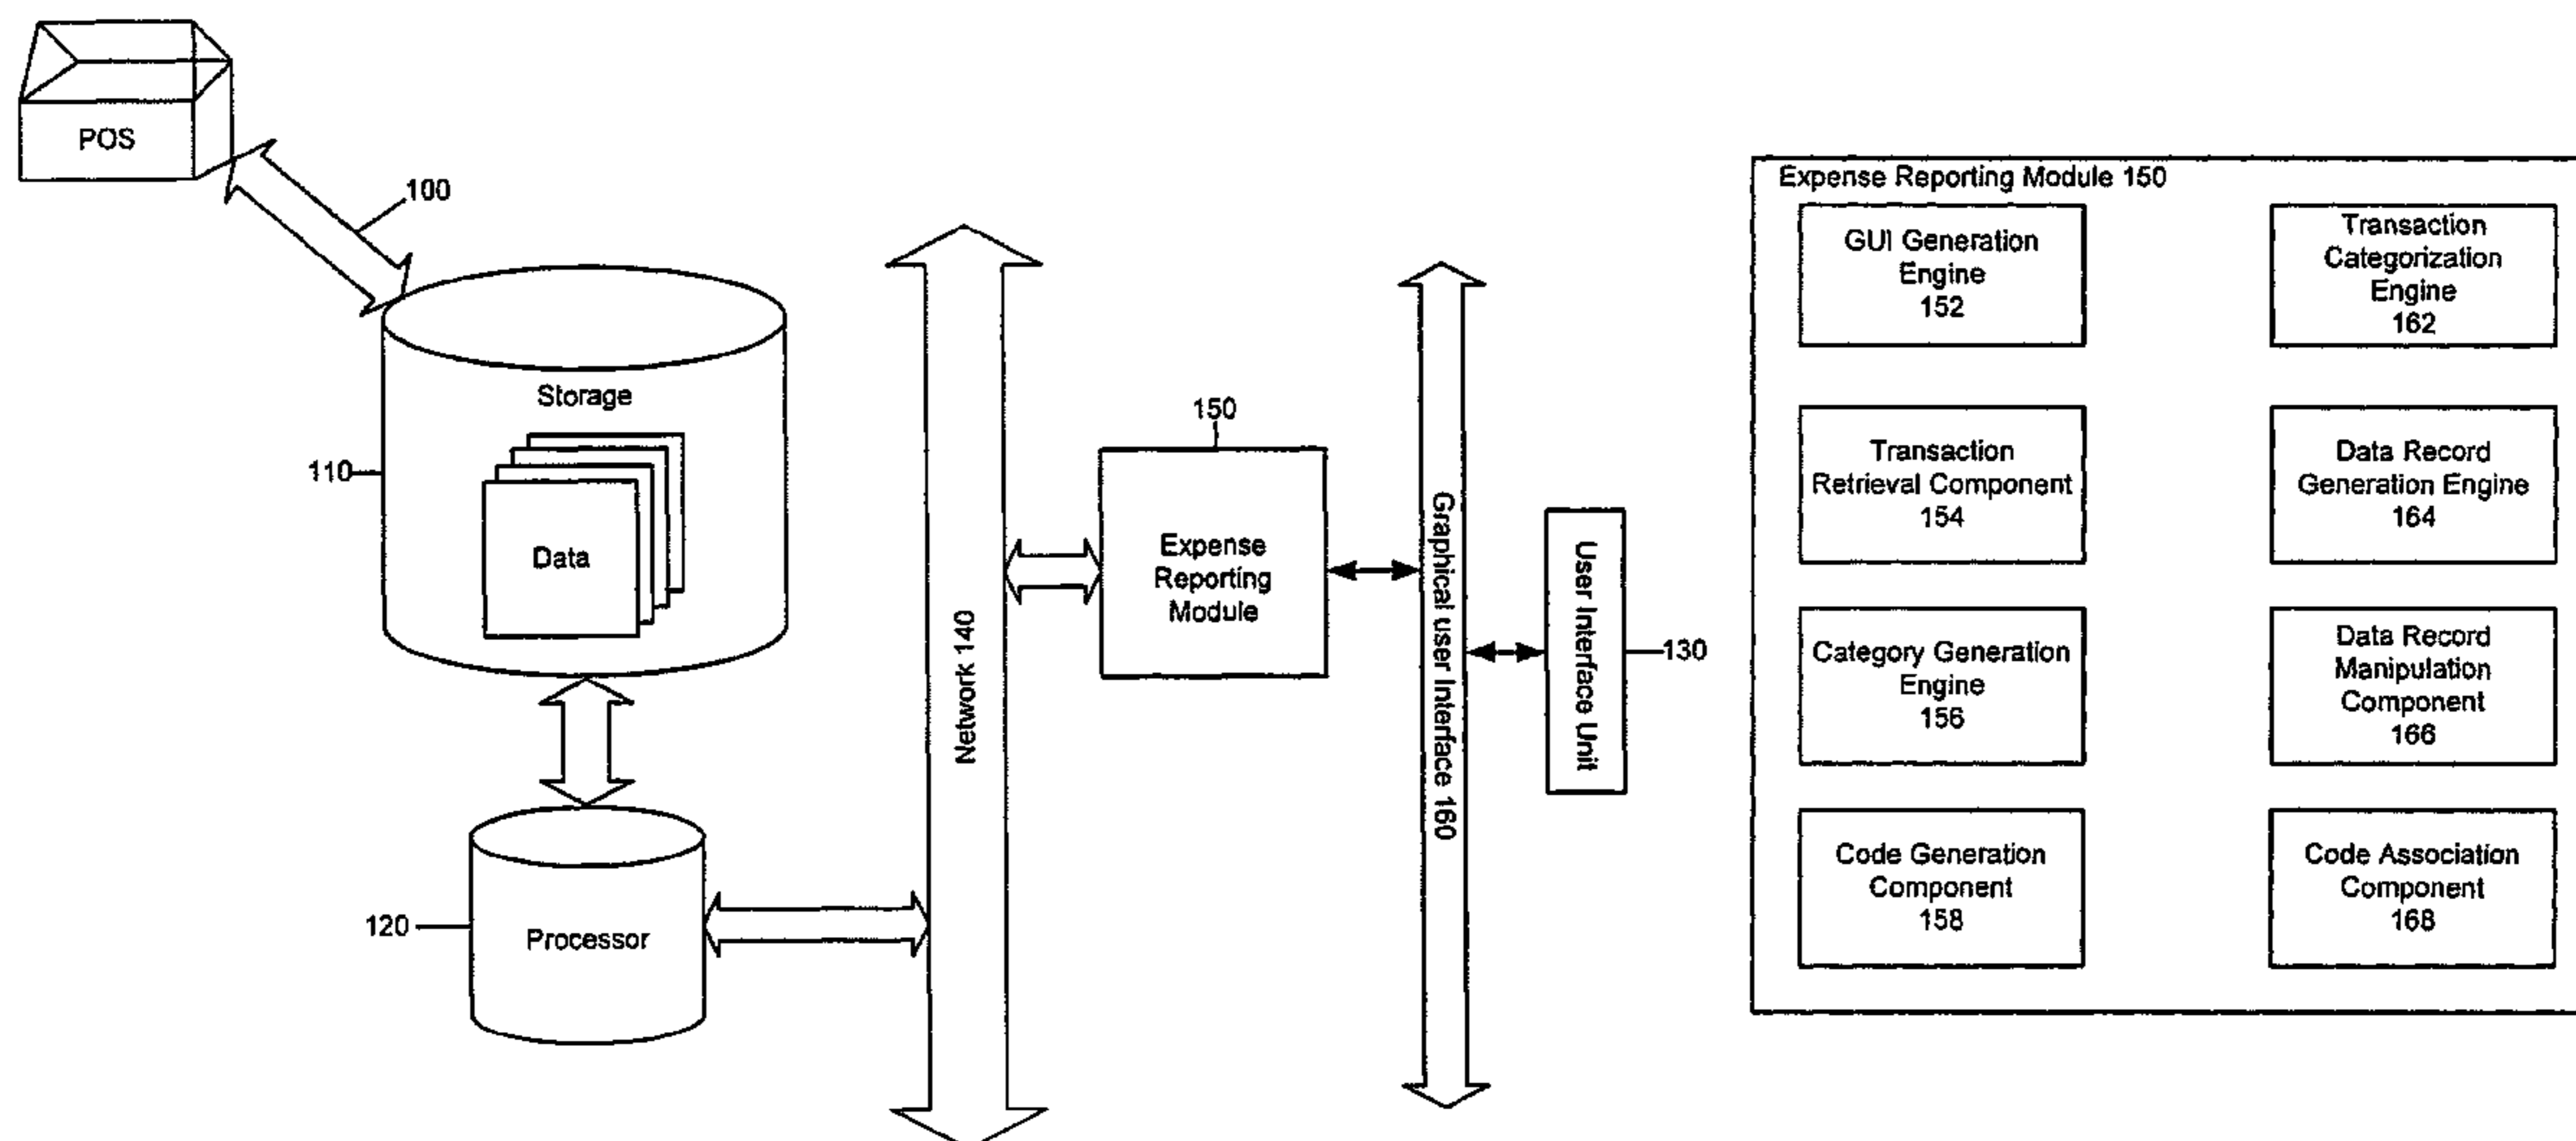 POS
100
Storage
110
Data
120
Processor
Network 140
150
Expense
Reporting
Module
Graphical user Interface 160
User Interface Unit
130
Expense Reporting Module 150
GUI Generation
Engine
152
Transaction
Categorization
Engine
162
Transaction
Retrieval Component
154
Data Record
Generation Engine
164
Category Generation
Engine
156
Data Record
Manipulation
Component
166
Code Generation
Component
158
Code Association
Component
168